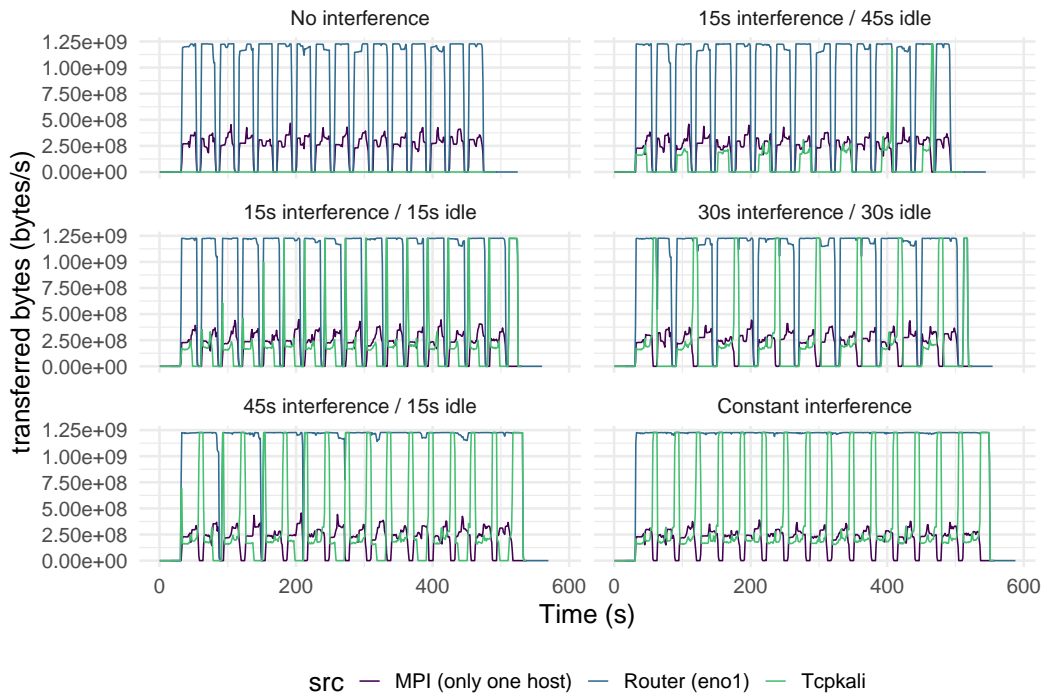 No interference
15s interference / 45s idle
1.25e+09
1.00e+09
7.50e+08
5.00e+08
2.50e+08
0.00e+00
15s interference / 15s idle
30s interference / 30s idle
1.25e+09
1.00e+09
7.50e+08
5.00e+08
2.50e+08
0.00e+00
45s interference / 15s idle
Constant interference
1.25e+09
1.00e+09
7.50e+08
5.00e+08
2.50e+08
0.00e+00
transferred bytes (bytes/s)
0 200 400 600 0 200 400 600
Time (s)
src MPI (only one host) Router (eno1) Tcpkali